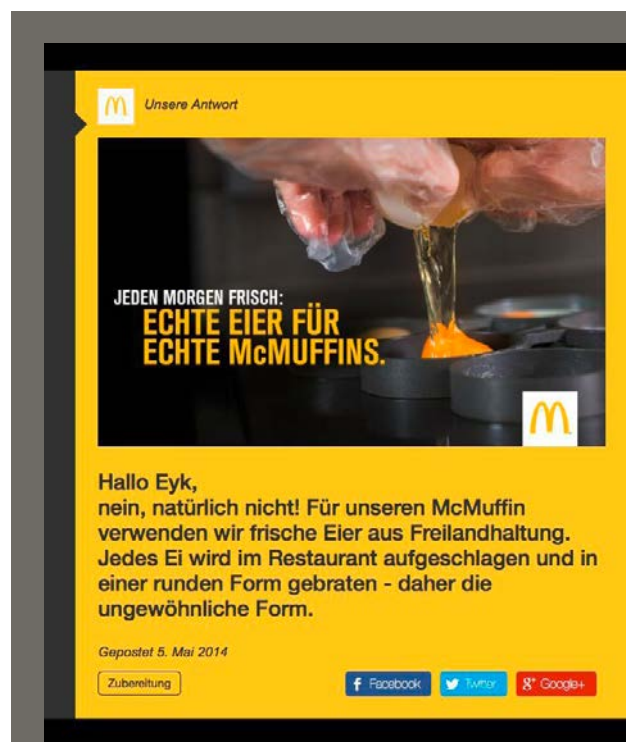 Unsere Antwort
JEDEN MORGEN FRISCH:
ECHTE EIER FÜR
ECHTE McMUFFINS.
Hallo Eyk,
nein, natürlich nicht! Für unseren McMuffin
verwenden wir frische Eier aus Freilandhaltung.
Jedes Ei wird im Restaurant aufgeschlagen und in
einer runden Form gebraten - daher die
ungewöhnliche Form.
Gepostet 5. Mai 2014
Zubereitung
Facebook
Twitter
Google+